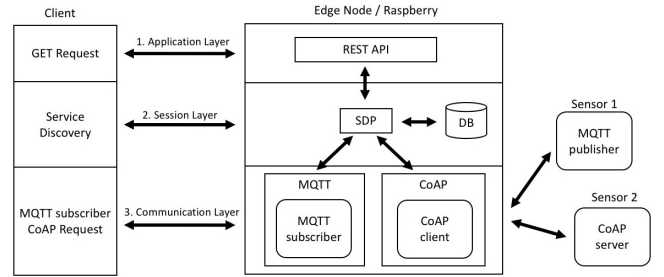 Client
Edge Node / Raspberry
GET Request
1. Application Layer
REST API
Service
Discovery
2. Session Layer
SDP
DB
Sensor 1
MQTT
publisher
MQTT subscriber
CoAP Request
3. Communication Layer
MQTT
MQTT
subscriber
CoAP
CoAP
client
Sensor 2
CoAP
server